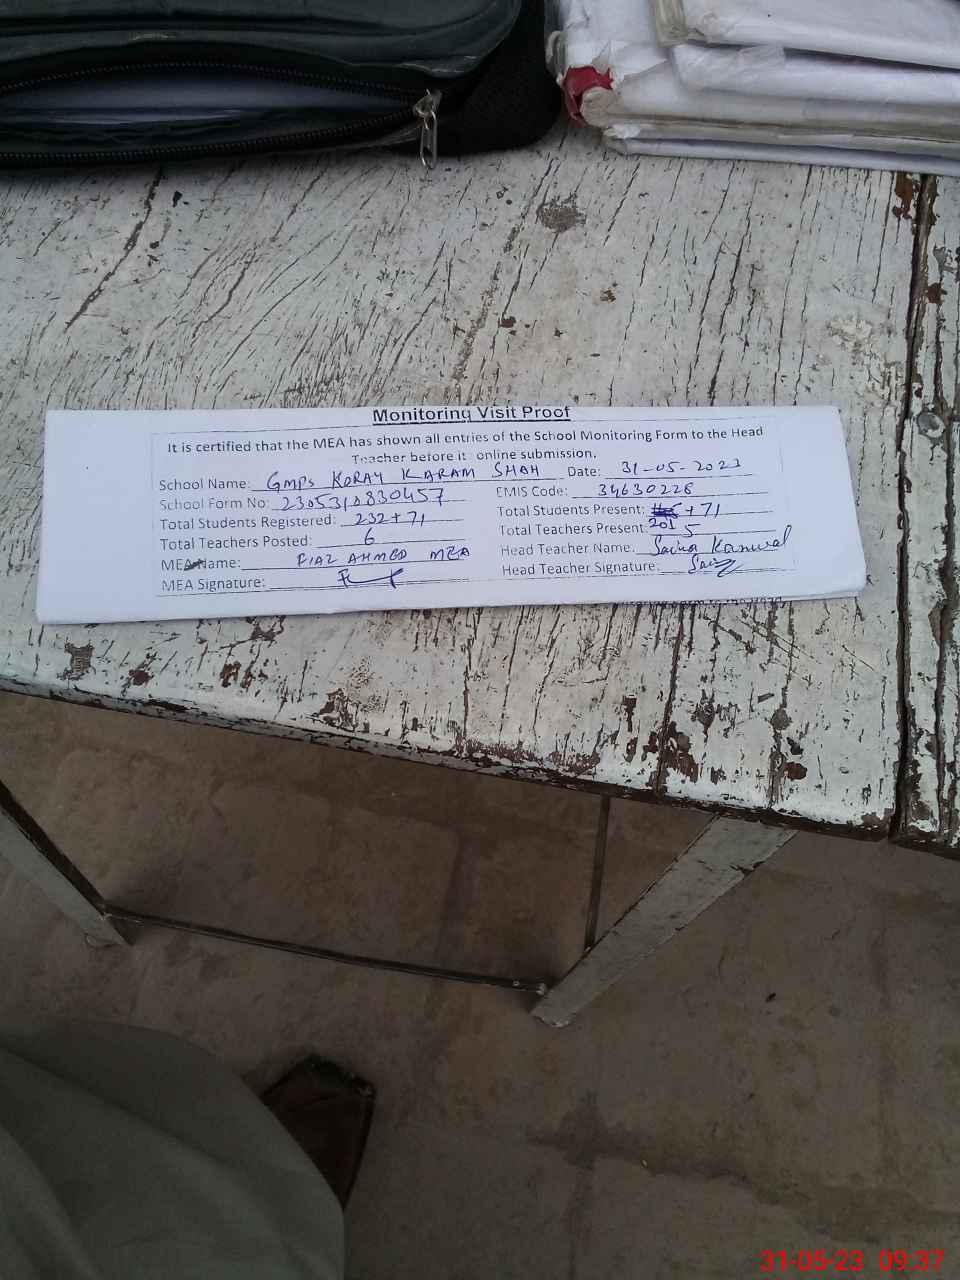 Monitoring Visit Proof
It is certified that the MEA has shown all entries of the School Monitoring Form to the Head
Teacher before it online submission.
School Name: GMPS KORAY KARAM SHAH Date: 31-05-2023
School Form No: 2305310830457 EMIS Code: 34630228
Total Students Registered: 232+71 Total Students Present: +71
201
Total Teachers Posted: 6 Total Teachers Present: 5
MEA Name: FIAZ AHMED MEA Head Teacher Name. Saira Kanwal
MEA Signature: Head Teacher Signature:
31-05-23 09:37